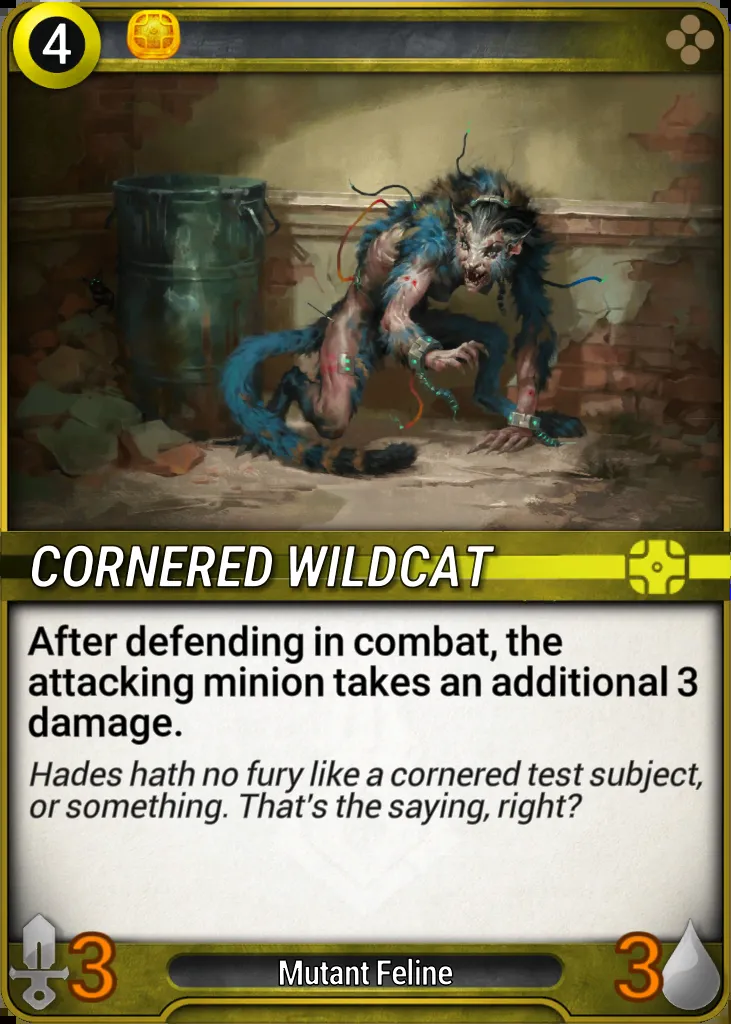 4
CORNERED WILDCAT
After defending in combat, the
attacking minion takes an additional 3
damage.
Hades hath no fury like a cornered test subject,
or something. That's the saying, right?
3
Mutant Feline
3